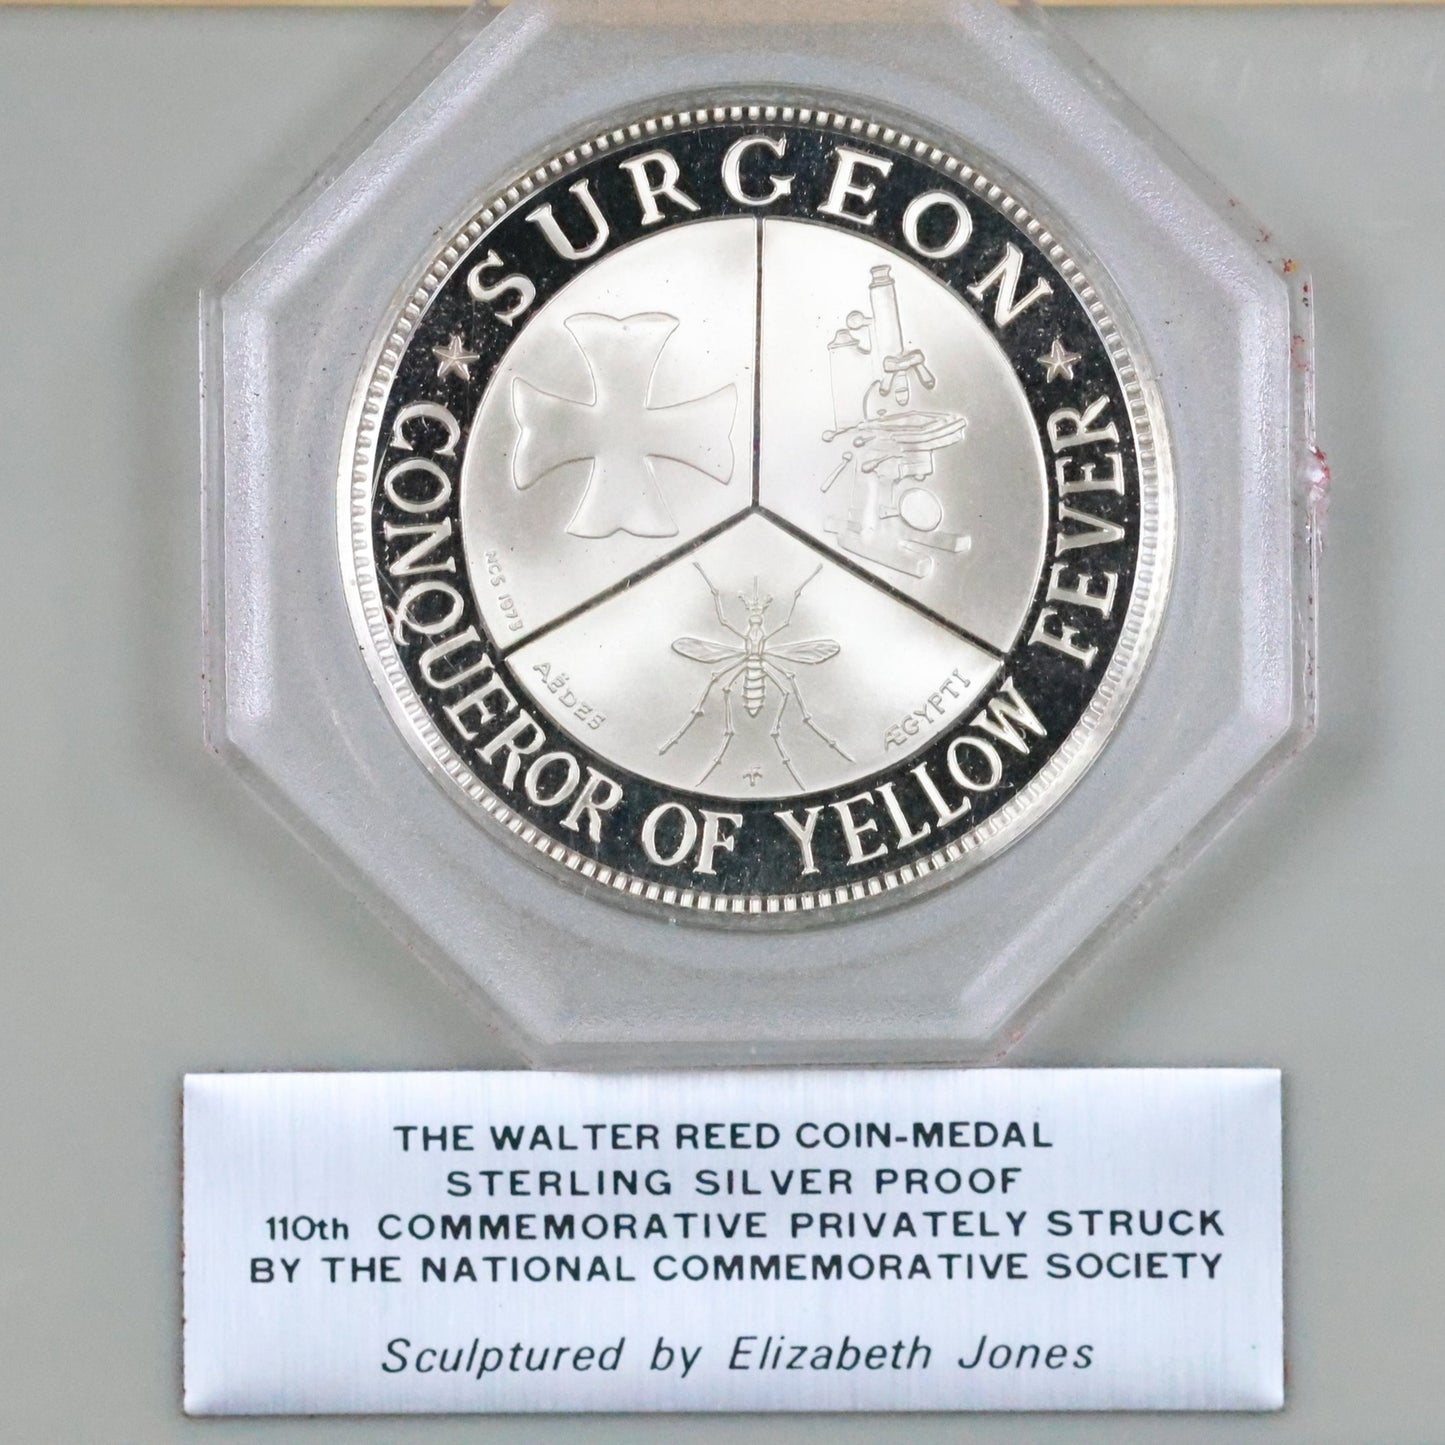 SURGEON
CONQUEROR OF YELLOW FEVER
NCS 1973
AËDES ÆGYPTI
THE WALTER REED COIN-MEDAL
STERLING SILVER PROOF
110th COMMEMORATIVE PRIVATELY STRUCK
BY THE NATIONAL COMMEMORATIVE SOCIETY
Sculptured by Elizabeth Jones